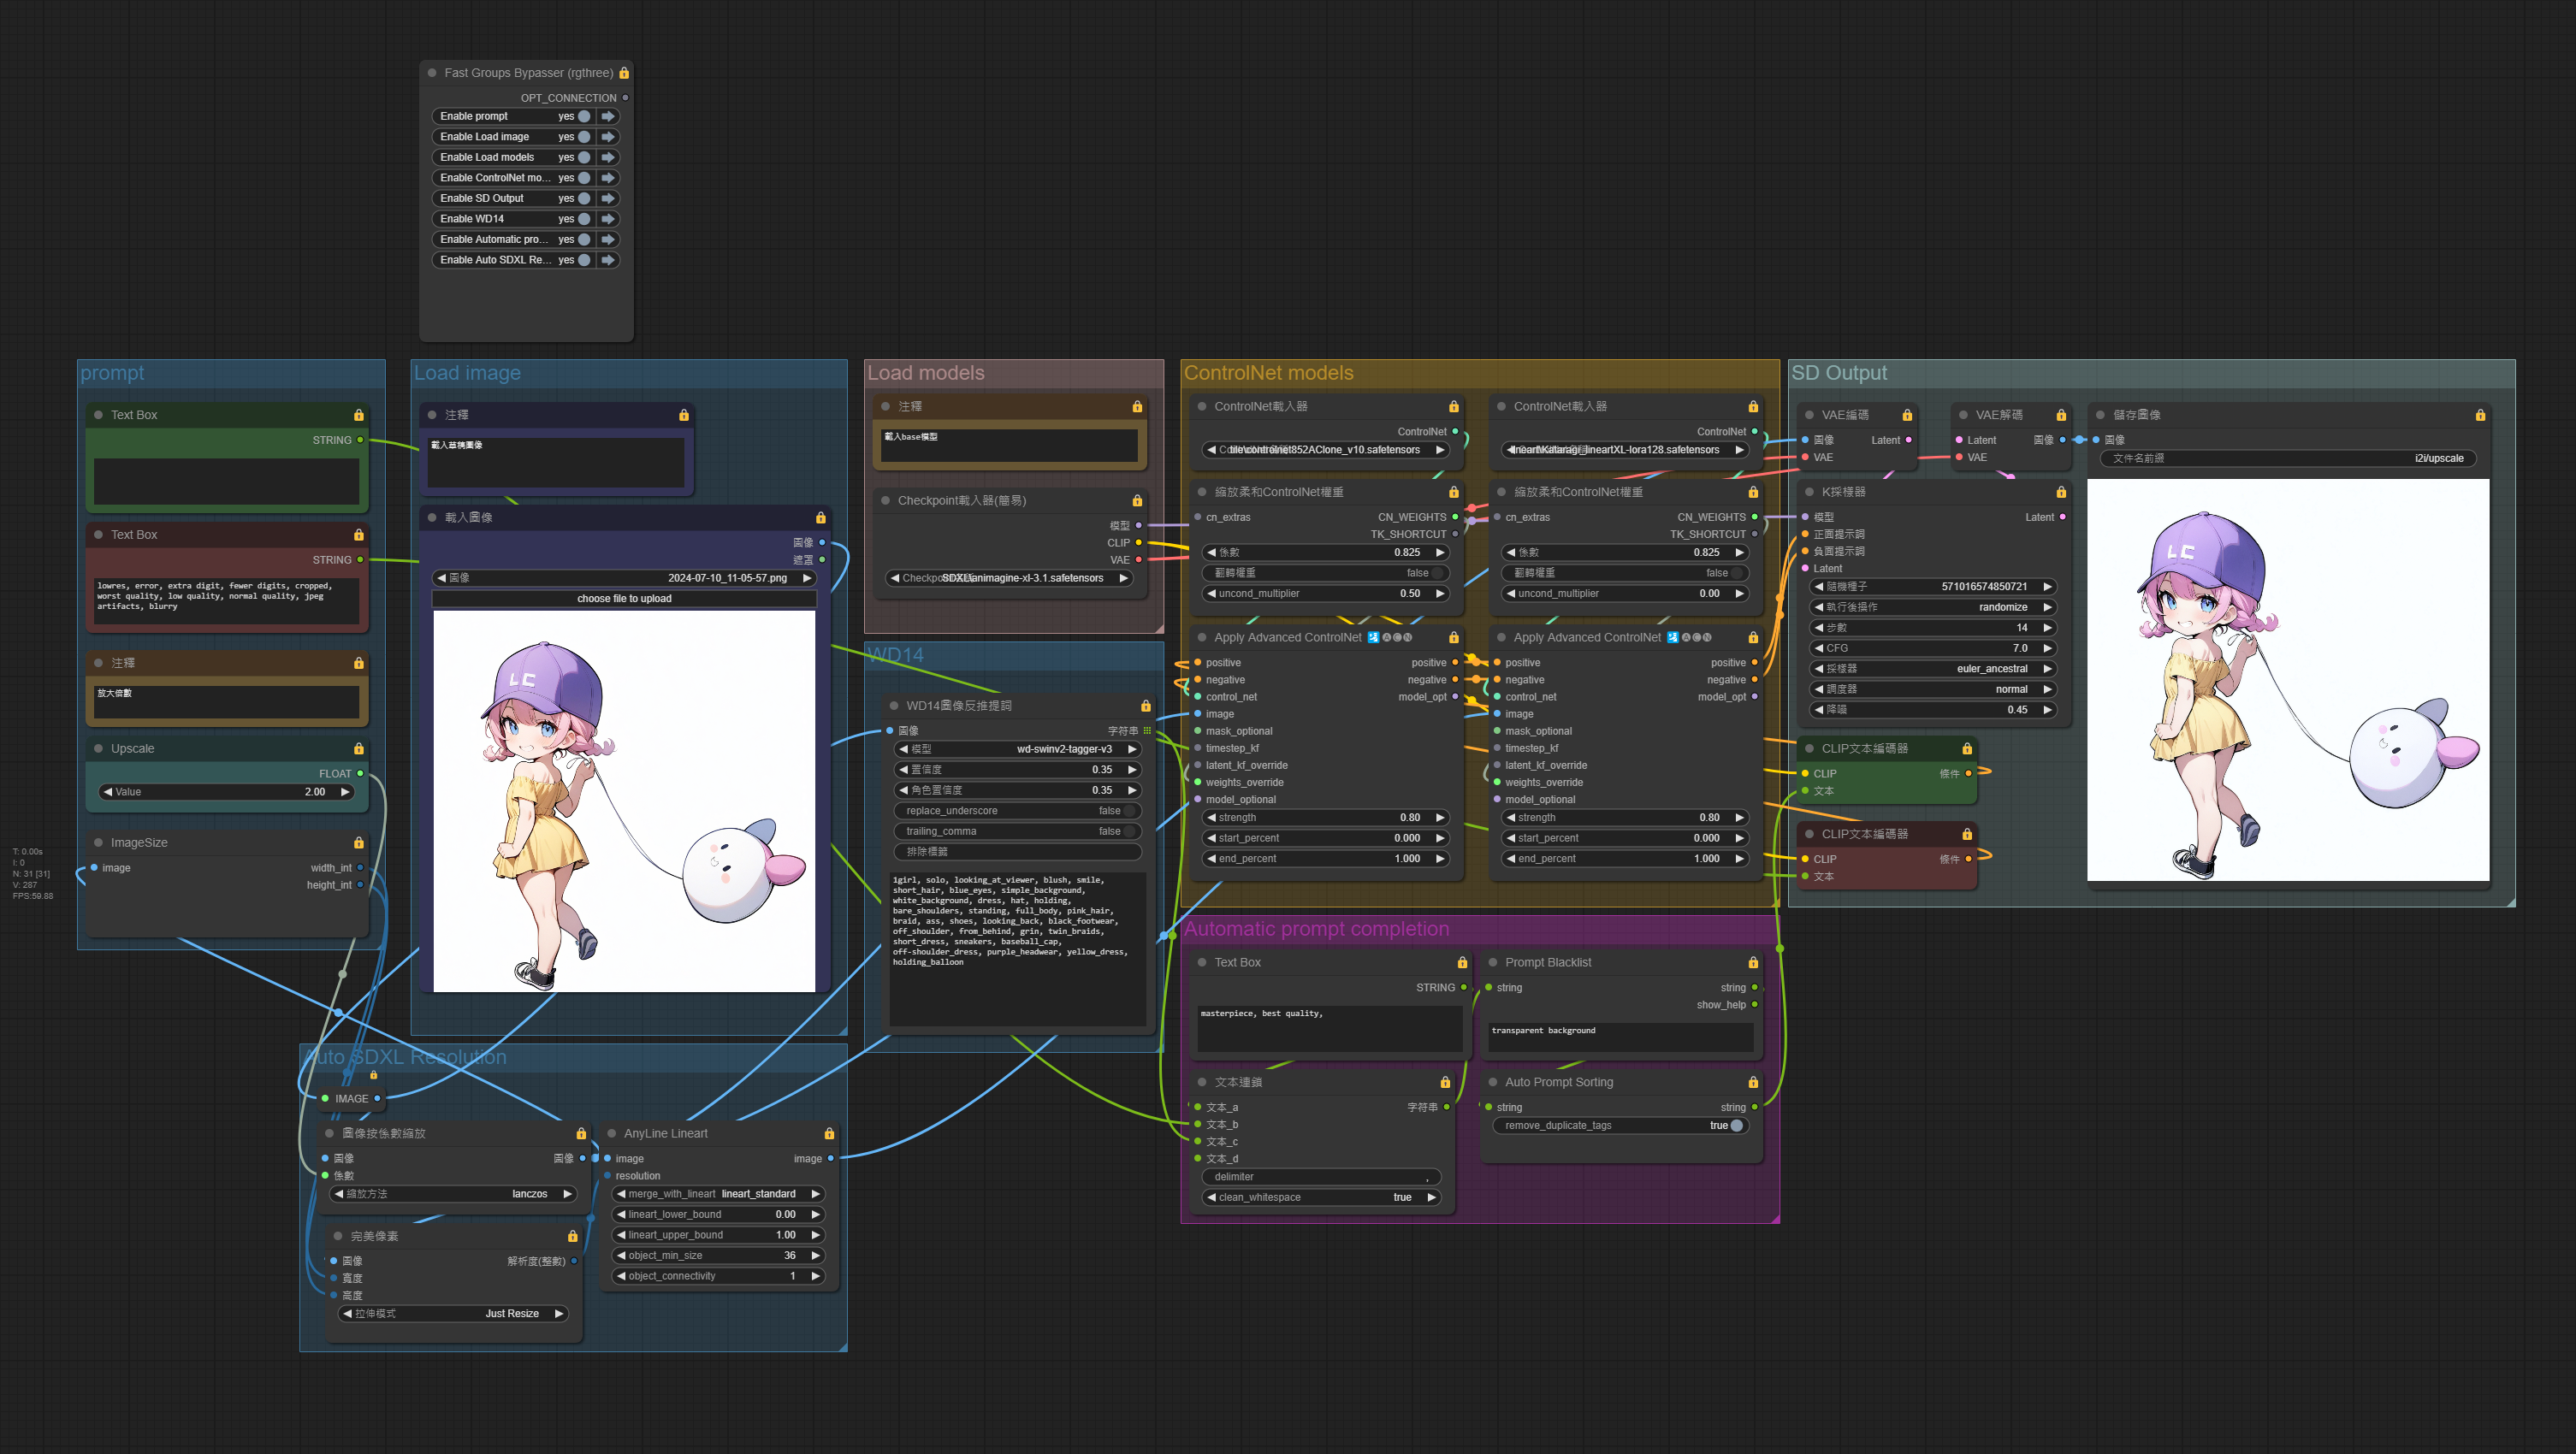 Fast Groups Bypasser (rgthree)
OPT_CONNECTION
Enable prompt yes
Enable Load image yes
Enable Load models yes
Enable ControlNet mo... yes
Enable SD Output yes
Enable WD14 yes
Enable Automatic pro... yes
Enable Auto SDXL Re... yes
prompt
Text Box
STRING
Text Box
STRING
lowres, error, extra digit, fewer digits, cropped,
worst quality, low quality, normal quality, jpeg
artifacts, blurry
注釋
放大倍數
Upscale
FLOAT
Value 2.00
ImageSize
image width_int
height_int
T: 0.00s
I: 0
N: 31 [31]
V: 287
FPS:59.88
Load image
注釋
載入草稿圖像
載入圖像
圖像
遮罩
圖像 2024-07-10_11-05-57.png
choose file to upload
LC
Load models
注釋
載入base模型
Checkpoint載入器(簡易)
模型
CLIP
VAE
SDXL\animagine-xl-3.1.safetensors
WD14
WD14圖像反推提詞
圖像 字符串
模型 wd-swinv2-tagger-v3
置信度 0.35
角色置信度 0.35
replace_underscore false
trailing_comma false
排除標籤
1girl, solo, looking_at_viewer, blush, smile,
short_hair, blue_eyes, simple_background,
white_background, dress, hat, holding,
bare_shoulders, standing, full_body, pink_hair,
braid, ass, shoes, looking_back, black_footwear,
off_shoulder, from_behind, grin, twin_braids,
short_dress, sneakers, baseball_cap,
off-shoulder_dress, purple_headwear, yellow_dress,
holding_balloon
ControlNet models
ControlNet載入器
ControlNet
852AClone_v10.safetensors
縮放柔和ControlNet權重
cn_extras CN_WEIGHTS
TK_SHORTCUT
係數 0.825
翻轉權重 false
uncond_multiplier 0.50
Apply Advanced ControlNet 🛂🅐🅒🅝
positive positive
negative negative
control_net model_opt
image
mask_optional
timestep_kf
latent_kf_override
weights_override
model_optional
strength 0.80
start_percent 0.000
end_percent 1.000
ControlNet載入器
ControlNet
lineartXL-lora128.safetensors
縮放柔和ControlNet權重
cn_extras CN_WEIGHTS
TK_SHORTCUT
係數 0.825
翻轉權重 false
uncond_multiplier 0.00
Apply Advanced ControlNet 🛂🅐🅒🅝
positive positive
negative negative
control_net model_opt
image
mask_optional
timestep_kf
latent_kf_override
weights_override
model_optional
strength 0.80
start_percent 0.000
end_percent 1.000
SD Output
VAE編碼
圖像 Latent
VAE
VAE解碼
Latent 圖像
VAE
儲存圖像
圖像
文件名前綴 i2i/upscale
K採樣器
模型 Latent
正面提示詞
負面提示詞
Latent
隨機種子 571016574850721
執行後操作 randomize
步數 14
CFG 7.0
採樣器 euler_ancestral
調度器 normal
降噪 0.45
CLIP文本編碼器
CLIP 條件
文本
CLIP文本編碼器
CLIP 條件
文本
LC
Automatic prompt completion
Text Box
STRING
masterpiece, best quality,
Prompt Blacklist
string string
show_help
transparent background
文本連鎖
文本_a 字符串
文本_b
文本_c
文本_d
delimiter ,
clean_whitespace true
Auto Prompt Sorting
string string
remove_duplicate_tags true
Auto SDXL Resolution
IMAGE
圖像按係數縮放
圖像 圖像
係數
縮放方法 lanczos
完美像素
圖像 解析度(整數)
寬度
高度
拉伸模式 Just Resize
AnyLine Lineart
image image
resolution
merge_with_lineart lineart_standard
lineart_lower_bound 0.00
lineart_upper_bound 1.00
object_min_size 36
object_connectivity 1